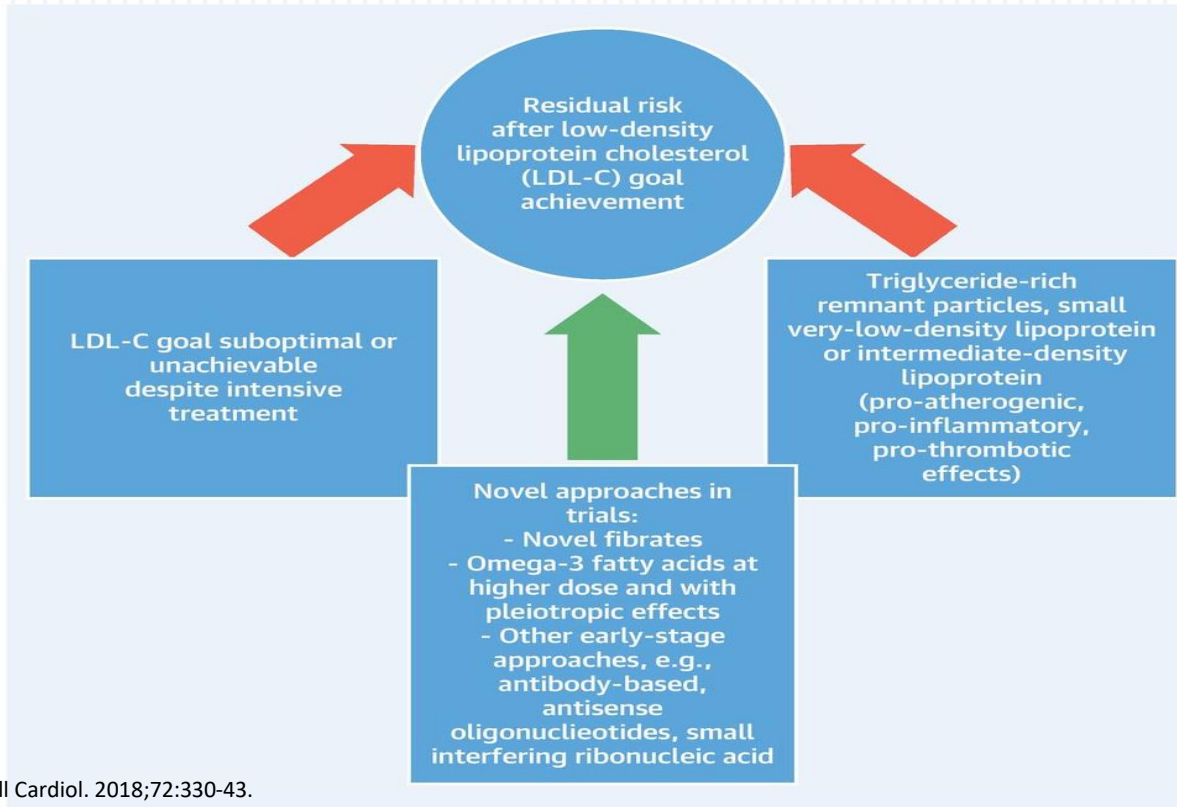 Residual risk
after low-density
lipoprotein cholesterol
(LDL-C) goal
achievement
LDL-C goal suboptimal or
unachievable
despite intensive
treatment
Triglyceride-rich
remnant particles, small
very-low-density lipoprotein
or intermediate-density
lipoprotein
(pro-atherogenic,
pro-inflammatory,
pro-thrombotic
effects)
Novel approaches in
trials:
- Novel fibrates
- Omega-3 fatty acids at
higher dose and with
pleiotropic effects
- Other early-stage
approaches, e.g.,
antibody-based,
antisense
oligonuclieotides, small
interfering ribonucleic acid
ll Cardiol. 2018;72:330-43.